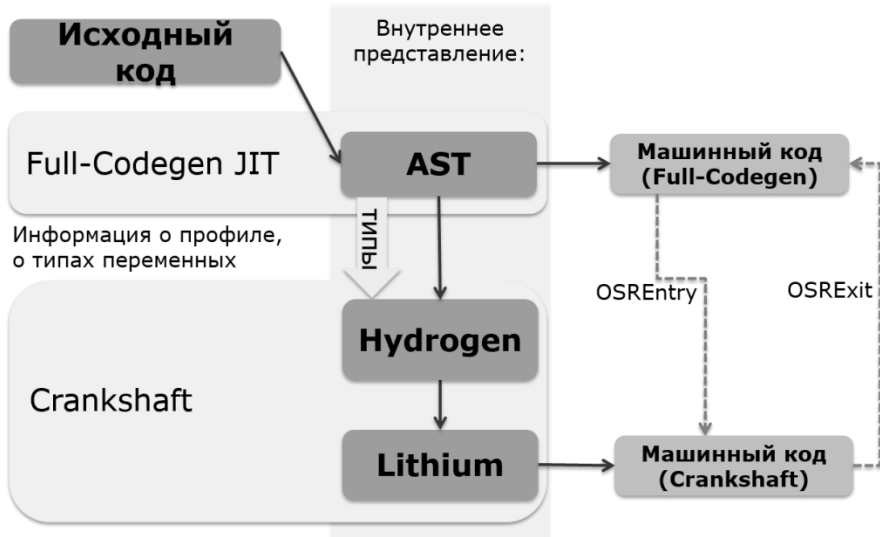 Исходный
код
Внутреннее
представление:
Full-Codegen JIT
AST
Машинный код
(Full-Codegen)
типы
Информация о профиле,
о типах переменных
OSREntry
OSRExit
Hydrogen
Crankshaft
Lithium
Машинный код
(Crankshaft)